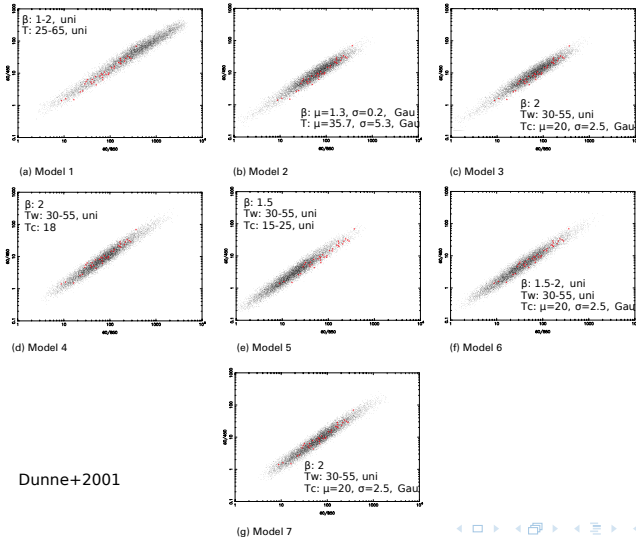 β: 1-2, uni
T: 25-65, uni
(a) Model 1
β: μ=1.3, σ=0.2, Gau
T: μ=35.7, σ=5.3, Gau
(b) Model 2
β: 2
Tw: 30-55, uni
Tc: μ=20, σ=2.5, Gau
(c) Model 3
β: 2
Tw: 30-55, uni
Tc: 18
(d) Model 4
β: 1.5
Tw: 30-55, uni
Tc: 15-25, uni
(e) Model 5
β: 1.5-2, uni
Tw: 30-55, uni
Tc: μ=20, σ=2.5, Gau
(f) Model 6
β: 2
Tw: 30-55, uni
Tc: μ=20, σ=2.5, Gau
(g) Model 7
Dunne+2001